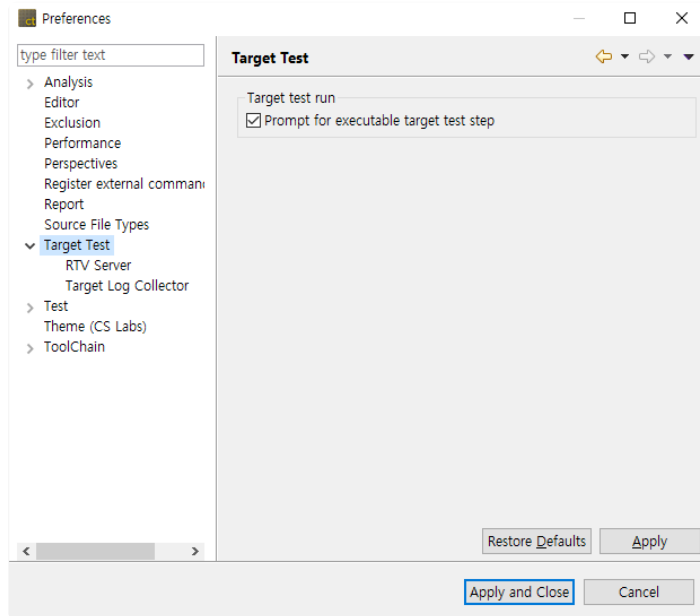 ct Preferences
type filter text
Analysis
Editor
Exclusion
Performance
Perspectives
Register external comman
Report
Source File Types
Target Test
RTV Server
Target Log Collector
Test
Theme (CS Labs)
ToolChain
Target Test
Target test run
Prompt for executable target test step
Restore Defaults
Apply
Apply and Close
Cancel